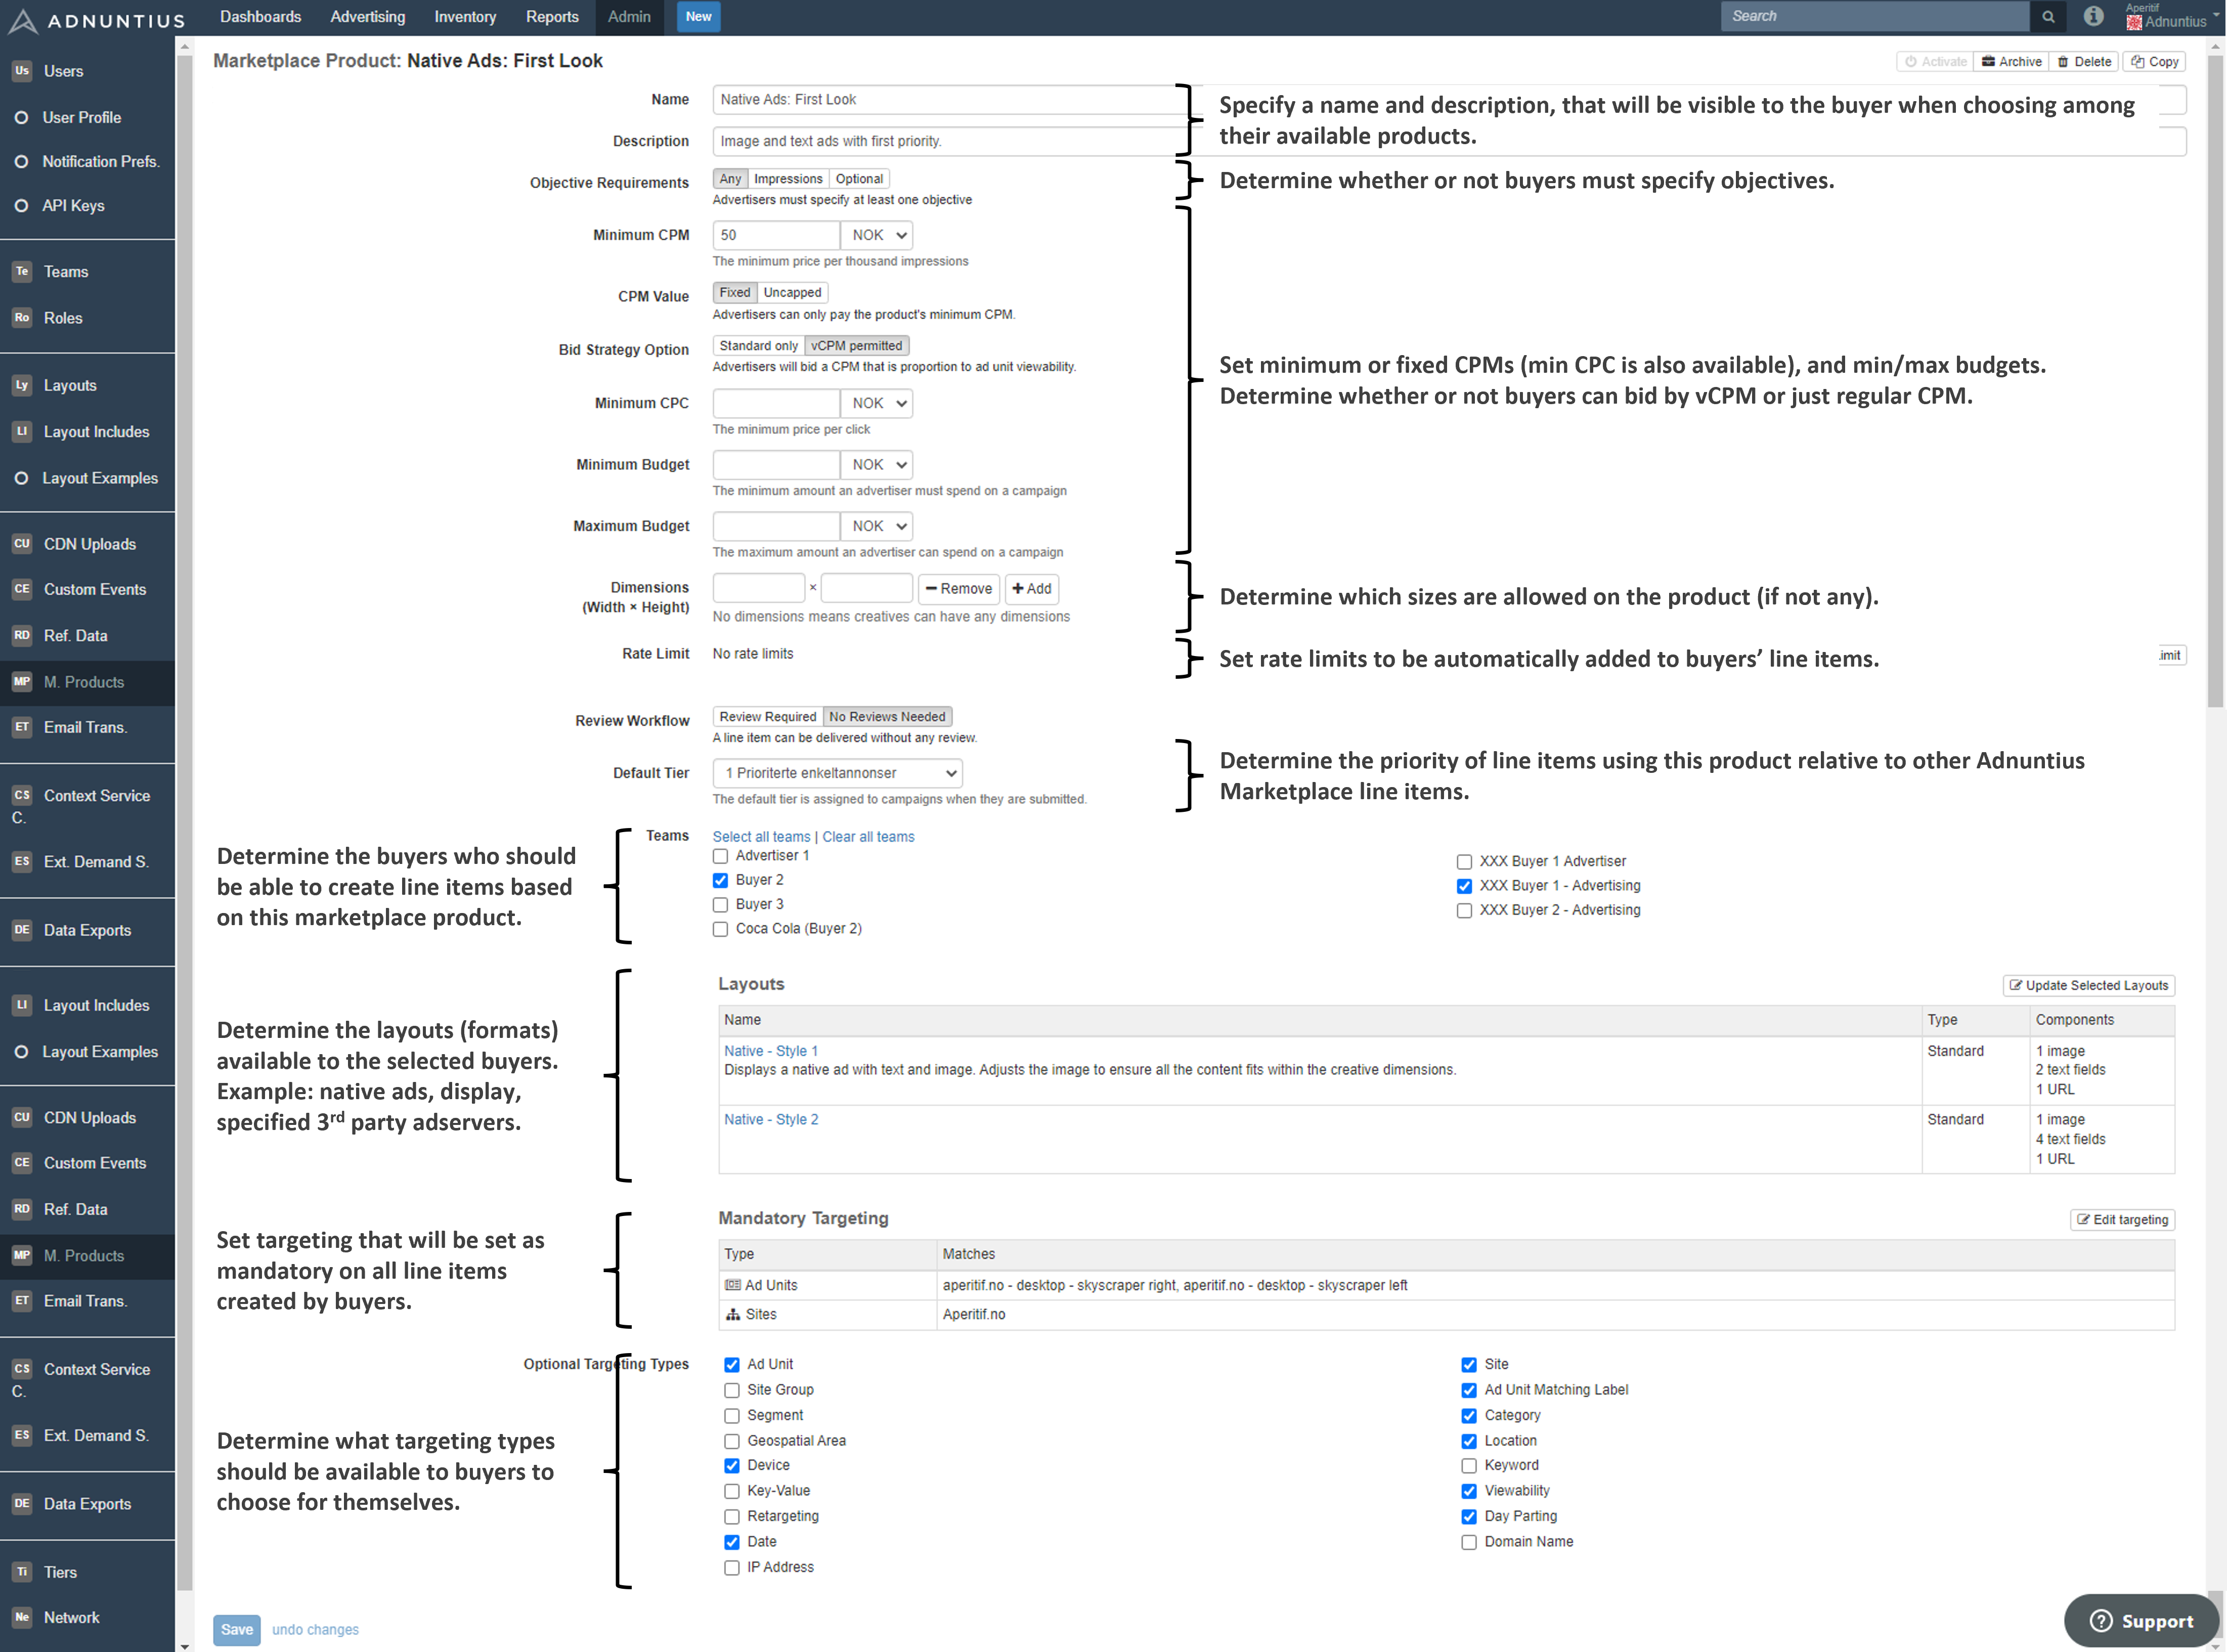 ADNUNTIUS Dashboards Advertising Inventory Reports Admin New Search Aperitif Adnuntius
Us Users
User Profile
Notification Prefs.
API Keys
Te Teams
Ro Roles
Ly Layouts
LI Layout Includes
Layout Examples
CU CDN Uploads
CE Custom Events
RD Ref. Data
MP M. Products
ET Email Trans.
CS Context Service
C.
ES Ext. Demand S.
DE Data Exports
LI Layout Includes
Layout Examples
CU CDN Uploads
CE Custom Events
RD Ref. Data
MP M. Products
ET Email Trans.
CS Context Service
C.
ES Ext. Demand S.
DE Data Exports
Ti Tiers
Ne Network
Marketplace Product: Native Ads: First Look
Activate Archive Delete Copy
Name Native Ads: First Look
Description Image and text ads with first priority.
Specify a name and description, that will be visible to the buyer when choosing among
their available products.
Objective Requirements Any Impressions Optional
Advertisers must specify at least one objective
Determine whether or not buyers must specify objectives.
Minimum CPM 50 NOK
The minimum price per thousand impressions
CPM Value Fixed Uncapped
Advertisers can only pay the product's minimum CPM.
Bid Strategy Option Standard only vCPM permitted
Advertisers will bid a CPM that is proportion to ad unit viewability.
Minimum CPC NOK
The minimum price per click
Minimum Budget NOK
The minimum amount an advertiser must spend on a campaign
Maximum Budget NOK
The maximum amount an advertiser can spend on a campaign
Set minimum or fixed CPMs (min CPC is also available), and min/max budgets.
Determine whether or not buyers can bid by vCPM or just regular CPM.
Dimensions
(Width × Height)
× Remove Add
No dimensions means creatives can have any dimensions
Determine which sizes are allowed on the product (if not any).
Rate Limit No rate limits
Set rate limits to be automatically added to buyers’ line items.
imit
Review Workflow Review Required No Reviews Needed
A line item can be delivered without any review.
Default Tier 1 Prioriterte enkeltannonser
The default tier is assigned to campaigns when they are submitted.
Determine the priority of line items using this product relative to other Adnuntius
Marketplace line items.
Determine the buyers who should
be able to create line items based
on this marketplace product.
Teams Select all teams | Clear all teams
Advertiser 1
Buyer 2
Buyer 3
Coca Cola (Buyer 2)
XXX Buyer 1 Advertiser
XXX Buyer 1 - Advertising
XXX Buyer 2 - Advertising
Determine the layouts (formats)
available to the selected buyers.
Example: native ads, display,
specified 3rd party adservers.
Layouts Update Selected Layouts
Name Type Components
Native - Style 1 Standard 1 image
Displays a native ad with text and image. Adjusts the image to ensure all the content fits within the creative dimensions. 2 text fields
1 URL
Native - Style 2 Standard 1 image
4 text fields
1 URL
Set targeting that will be set as
mandatory on all line items
created by buyers.
Mandatory Targeting Edit targeting
Type Matches
Ad Units aperitif.no - desktop - skyscraper right, aperitif.no - desktop - skyscraper left
Sites Aperitif.no
Determine what targeting types
should be available to buyers to
choose for themselves.
Optional Targeting Types
Ad Unit
Site Group
Segment
Geospatial Area
Device
Key-Value
Retargeting
Date
IP Address
Site
Ad Unit Matching Label
Category
Location
Keyword
Viewability
Day Parting
Domain Name
Save undo changes
Support